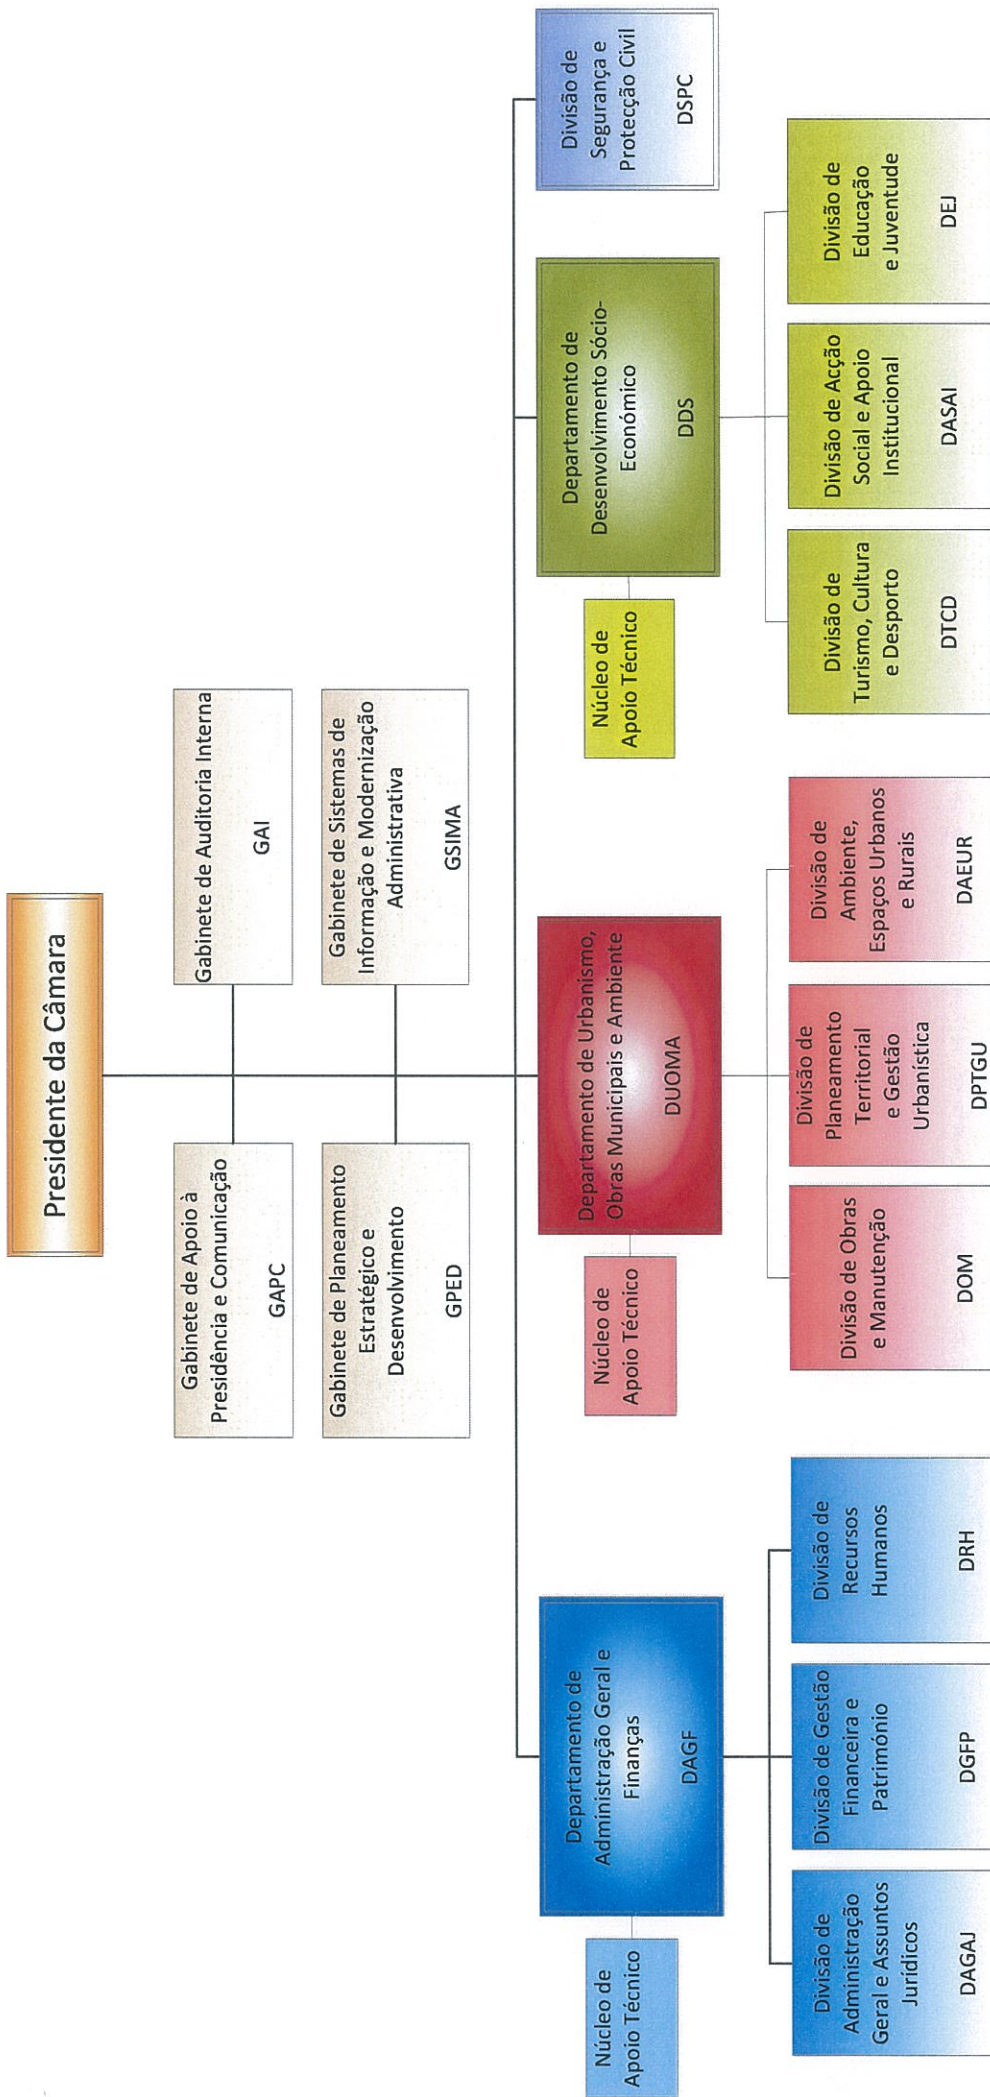 Presidente da Câmara
Gabinete de Apoio à
Presidência e Comunicação
GAPC
Gabinete de Auditoria Interna
GAI
Gabinete de Planeamento
Estratégico e
Desenvolvimento
GPED
Gabinete de Sistemas de
Informação e Modernização
Administrativa
GSIMA
Departamento de
Administração Geral e
Finanças
DAGF
Departamento de Urbanismo,
Obras Municipais e Ambiente
DUOMA
Departamento de
Desenvolvimento Sócio-
Económico
DDS
Divisão de
Segurança e
Protecção Civil
DSPC
Núcleo de
Apoio Técnico
Núcleo de
Apoio Técnico
Núcleo de
Apoio Técnico
Divisão de
Administração
Geral e Assuntos
Jurídicos
DAGAJ
Divisão de Gestão
Financeira e
Património
DGFP
Divisão de
Recursos
Humanos
DRH
Divisão de Obras
e Manutenção
DOM
Divisão de
Planeamento
Territorial
e Gestão
Urbanística
DPTGU
Divisão de
Ambiente,
Espaços Urbanos
e Rurais
DAEUR
Divisão de
Turismo, Cultura
e Desporto
DTCD
Divisão de Acção
Social e Apoio
Institucional
DASAI
Divisão de
Educação
e Juventude
DEJ